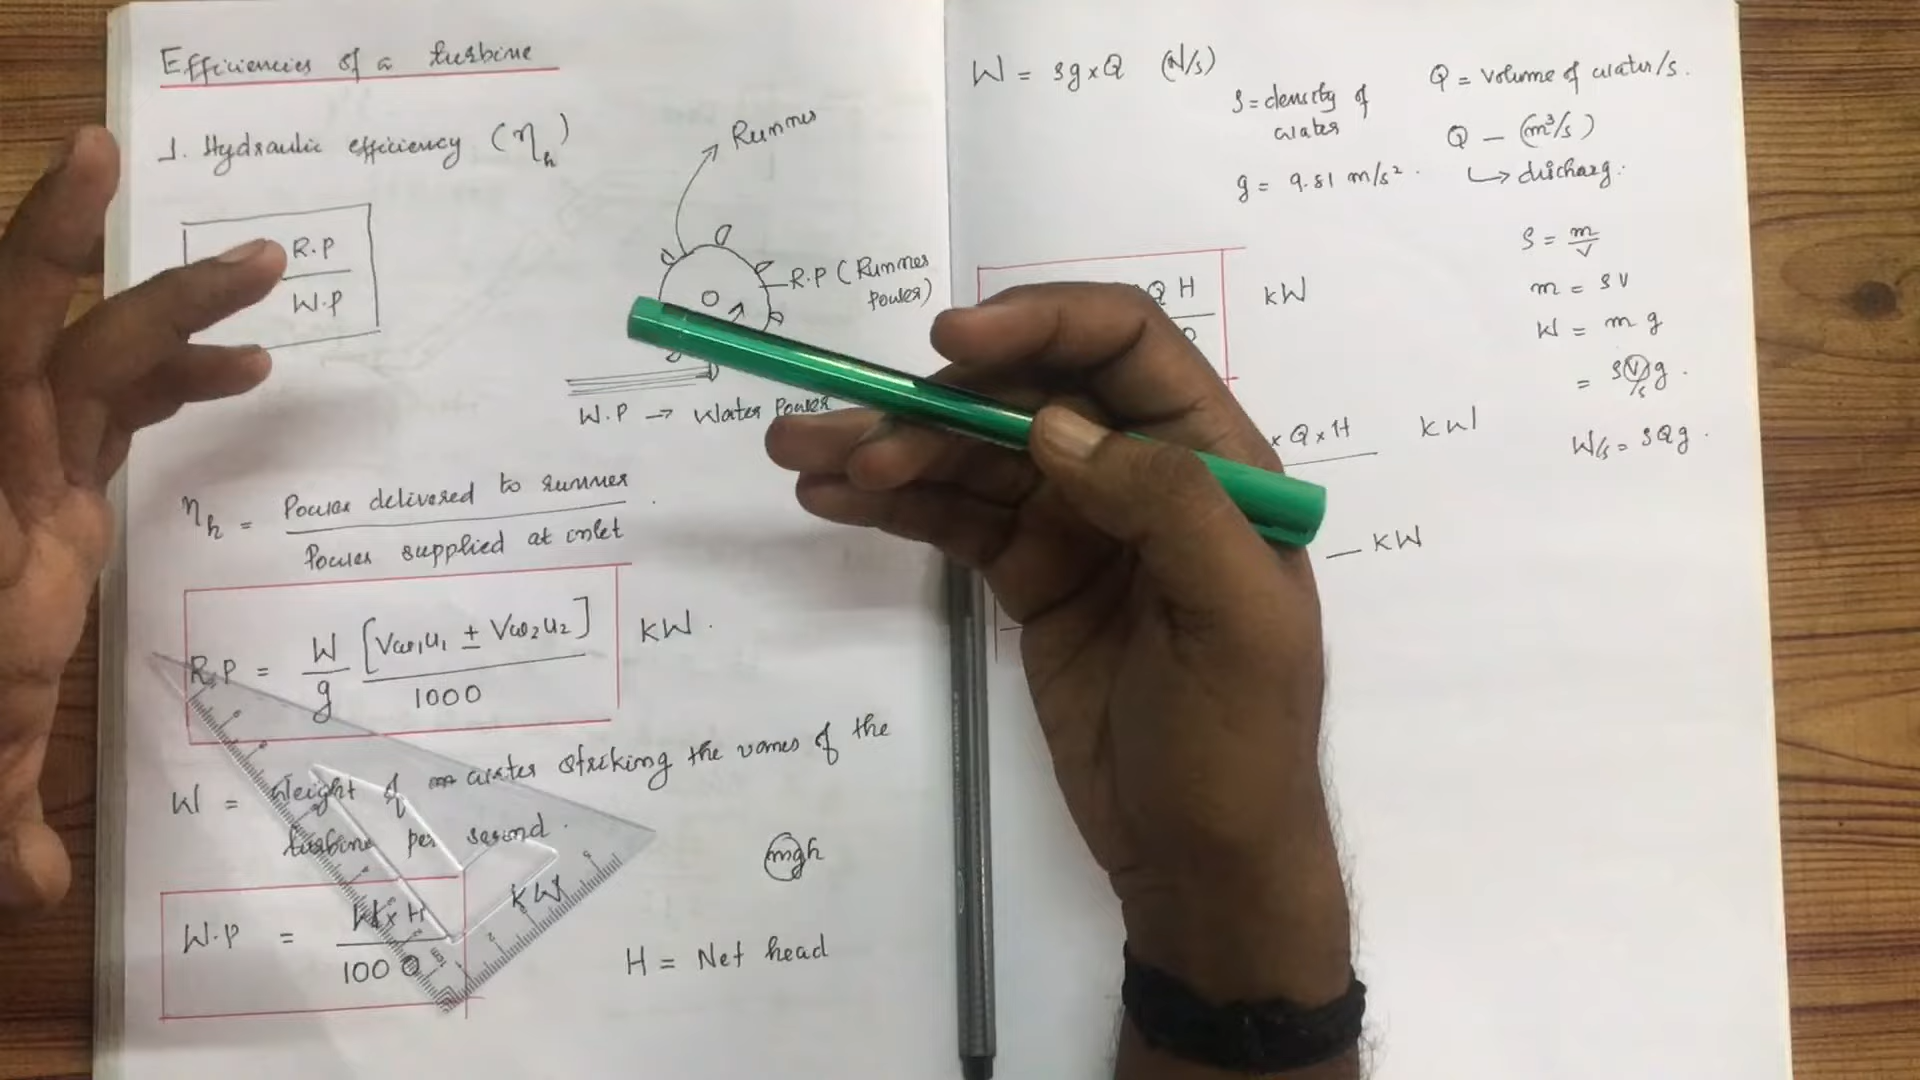 Efficiencies of a turbine
1. Hydraulic efficiency (ηh)
Runner
R.P
W.P
R.P (Runner
Power)
W.P → Water Power
ηh = Power delivered to runner
Power supplied at inlet
R.P = W/g [Vw1u1 ± Vw2u2]
1000
KW.
W = Weight of water striking the vanes of the
turbine per second.
mgh
W.P = W x H
1000
KW
H = Net head
W = ρg x Q (N/s)
ρ = density of
water
g = 9.81 m/s².
Q = Volume of water/s.
Q – (m³/s)
↳ discharg.
ρ = m/V
m = ρV
W = mg
= ρ V/s g.
W/s = ρQg.
Q H
KW
x Q x H
KW
— KW